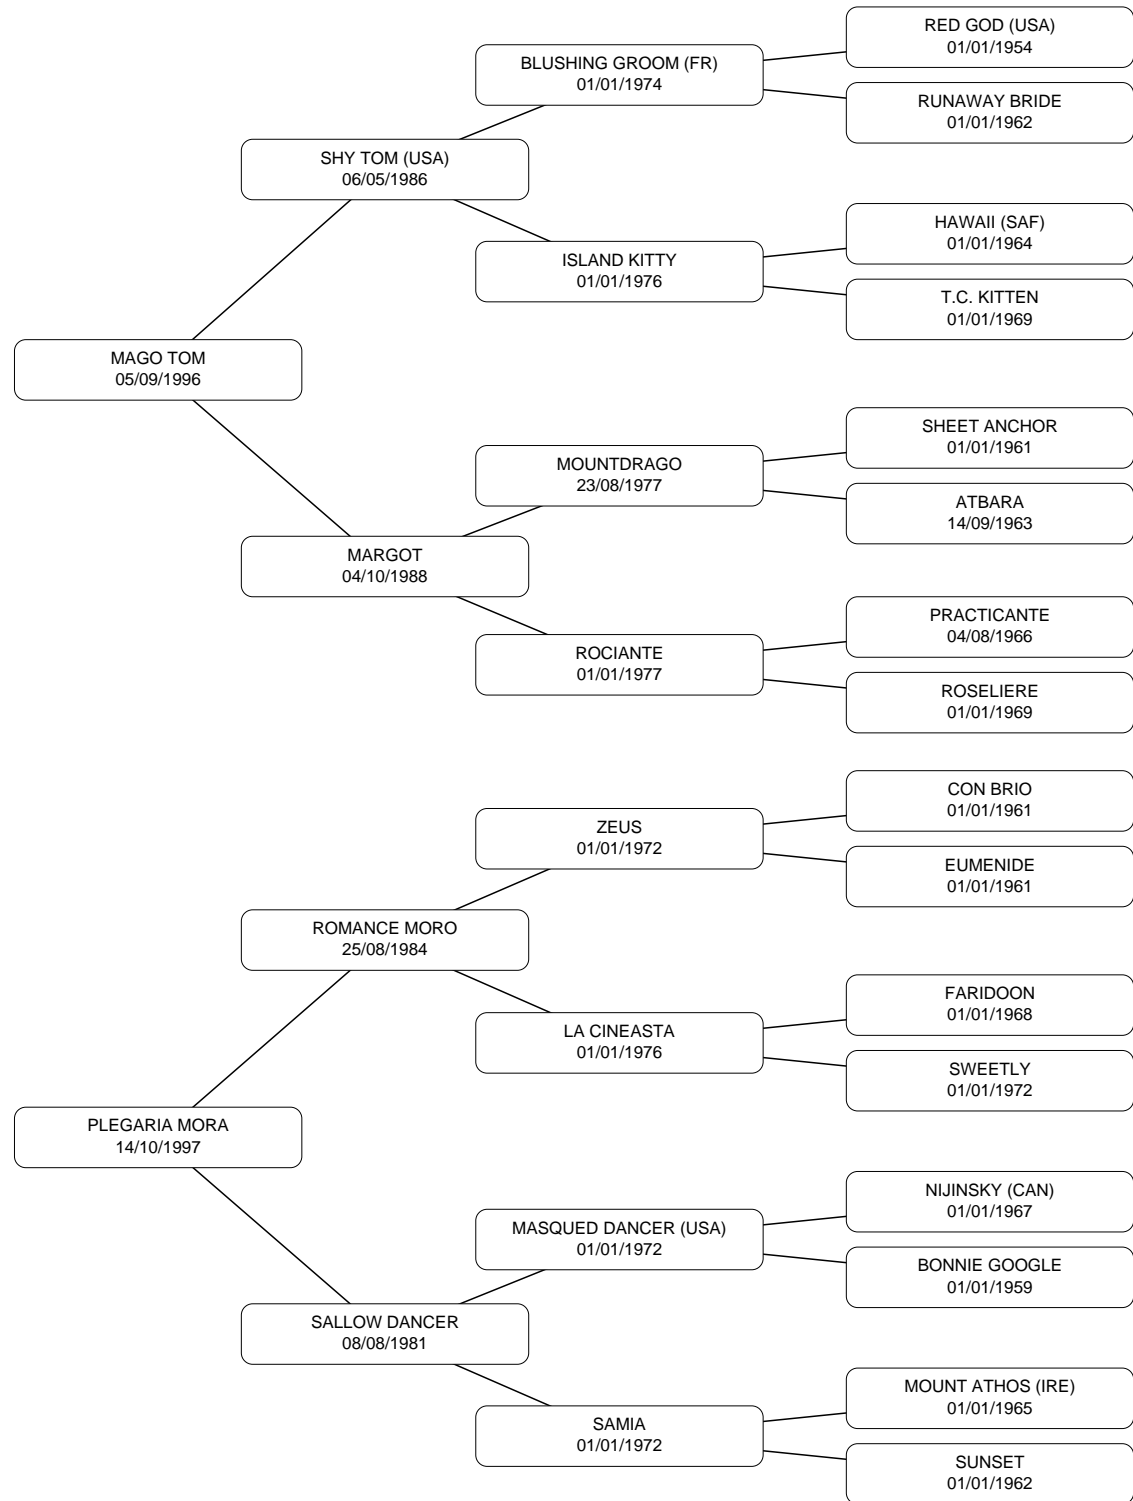 RED GOD (USA)
01/01/1954
BLUSHING GROOM (FR)
01/01/1974
RUNAWAY BRIDE
01/01/1962
SHY TOM (USA)
06/05/1986
HAWAII (SAF)
01/01/1964
ISLAND KITTY
01/01/1976
T.C. KITTEN
01/01/1969
MAGO TOM
05/09/1996
SHEET ANCHOR
01/01/1961
MOUNTDRAGO
23/08/1977
ATBARA
14/09/1963
MARGOT
04/10/1988
PRACTICANTE
04/08/1966
ROCIANTE
01/01/1977
ROSELIERE
01/01/1969
CON BRIO
01/01/1961
ZEUS
01/01/1972
EUMENIDE
01/01/1961
ROMANCE MORO
25/08/1984
FARIDOON
01/01/1968
LA CINEASTA
01/01/1976
SWEETLY
01/01/1972
PLEGARIA MORA
14/10/1997
NIJINSKY (CAN)
01/01/1967
MASQUED DANCER (USA)
01/01/1972
BONNIE GOOGLE
01/01/1959
SALLOW DANCER
08/08/1981
MOUNT ATHOS (IRE)
01/01/1965
SAMIA
01/01/1972
SUNSET
01/01/1962